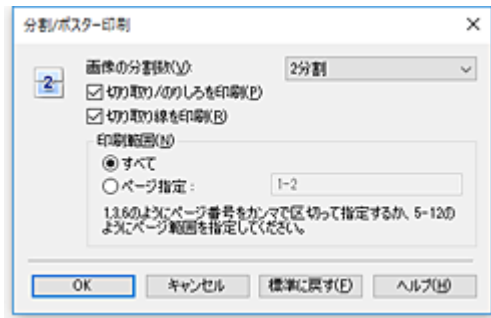 分割/ポスター印刷
画像の分割数(V): 2分割
2
切り取り/のりしろを印刷(P)
切り取り線を印刷(R)
印刷範囲(N)
すべて
ページ指定: 1-2
1,3,6のようにページ番号をカンマで区切って指定するか、5-12の
ようにページ範囲を指定してください。
OK キャンセル 標準に戻す(F) ヘルプ(H)